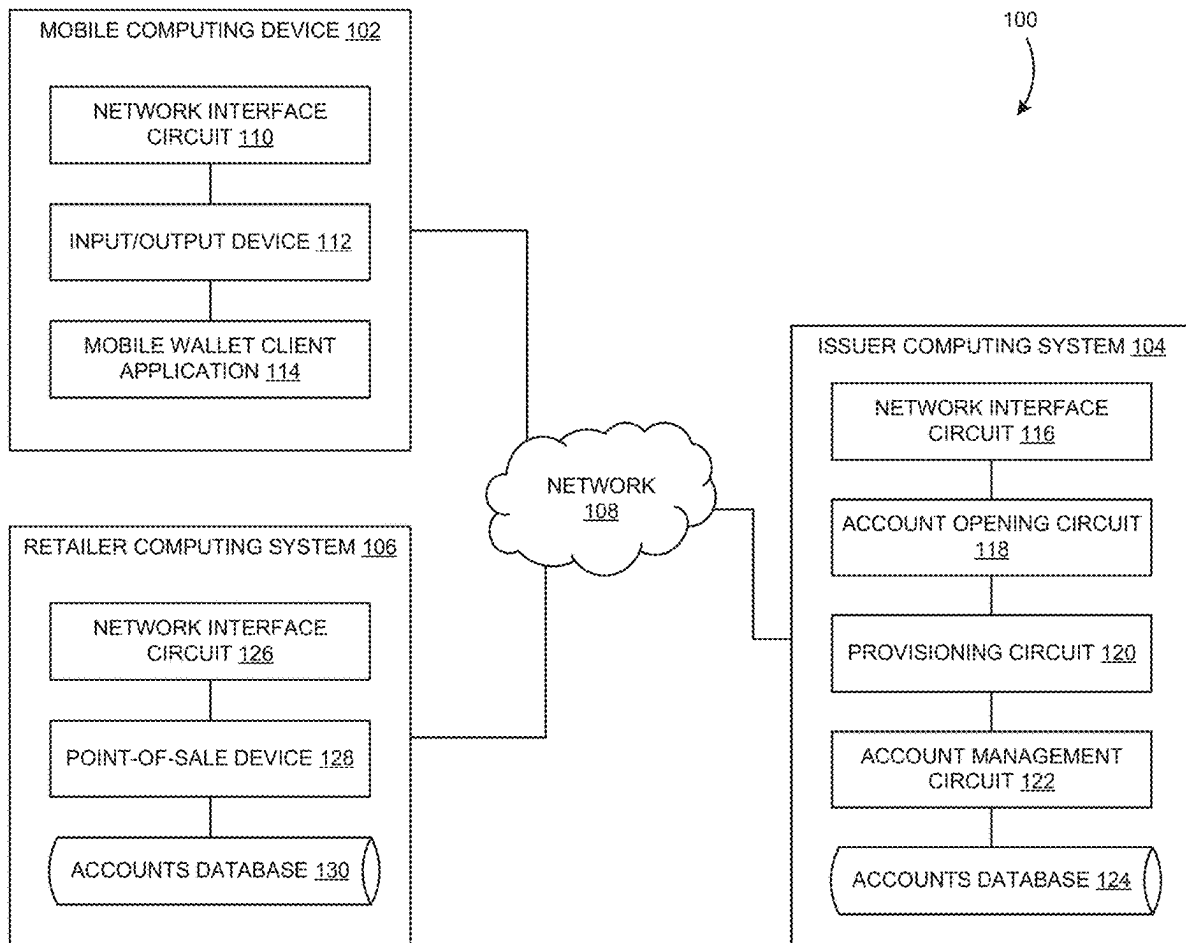 MOBILE COMPUTING DEVICE 102
NETWORK INTERFACE
CIRCUIT 110
INPUT/OUTPUT DEVICE 112
MOBILE WALLET CLIENT
APPLICATION 114
100
RETAILER COMPUTING SYSTEM 106
NETWORK INTERFACE
CIRCUIT 126
POINT-OF-SALE DEVICE 128
ACCOUNTS DATABASE 130
NETWORK
108
ISSUER COMPUTING SYSTEM 104
NETWORK INTERFACE
CIRCUIT 116
ACCOUNT OPENING CIRCUIT
118
PROVISIONING CIRCUIT 120
ACCOUNT MANAGEMENT
CIRCUIT 122
ACCOUNTS DATABASE 124